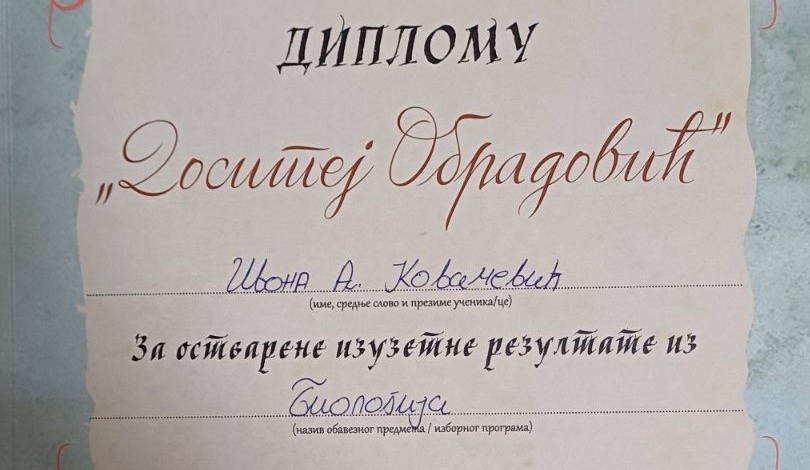 ДИПЛОМУ
„Доситеј Обрадовић”
Ивона А. Ковачевић
(име, средње слово и презиме ученика/це)
За остварене изузетне резултате из
Биологија
(назив обавезног предмета / изборног програма)